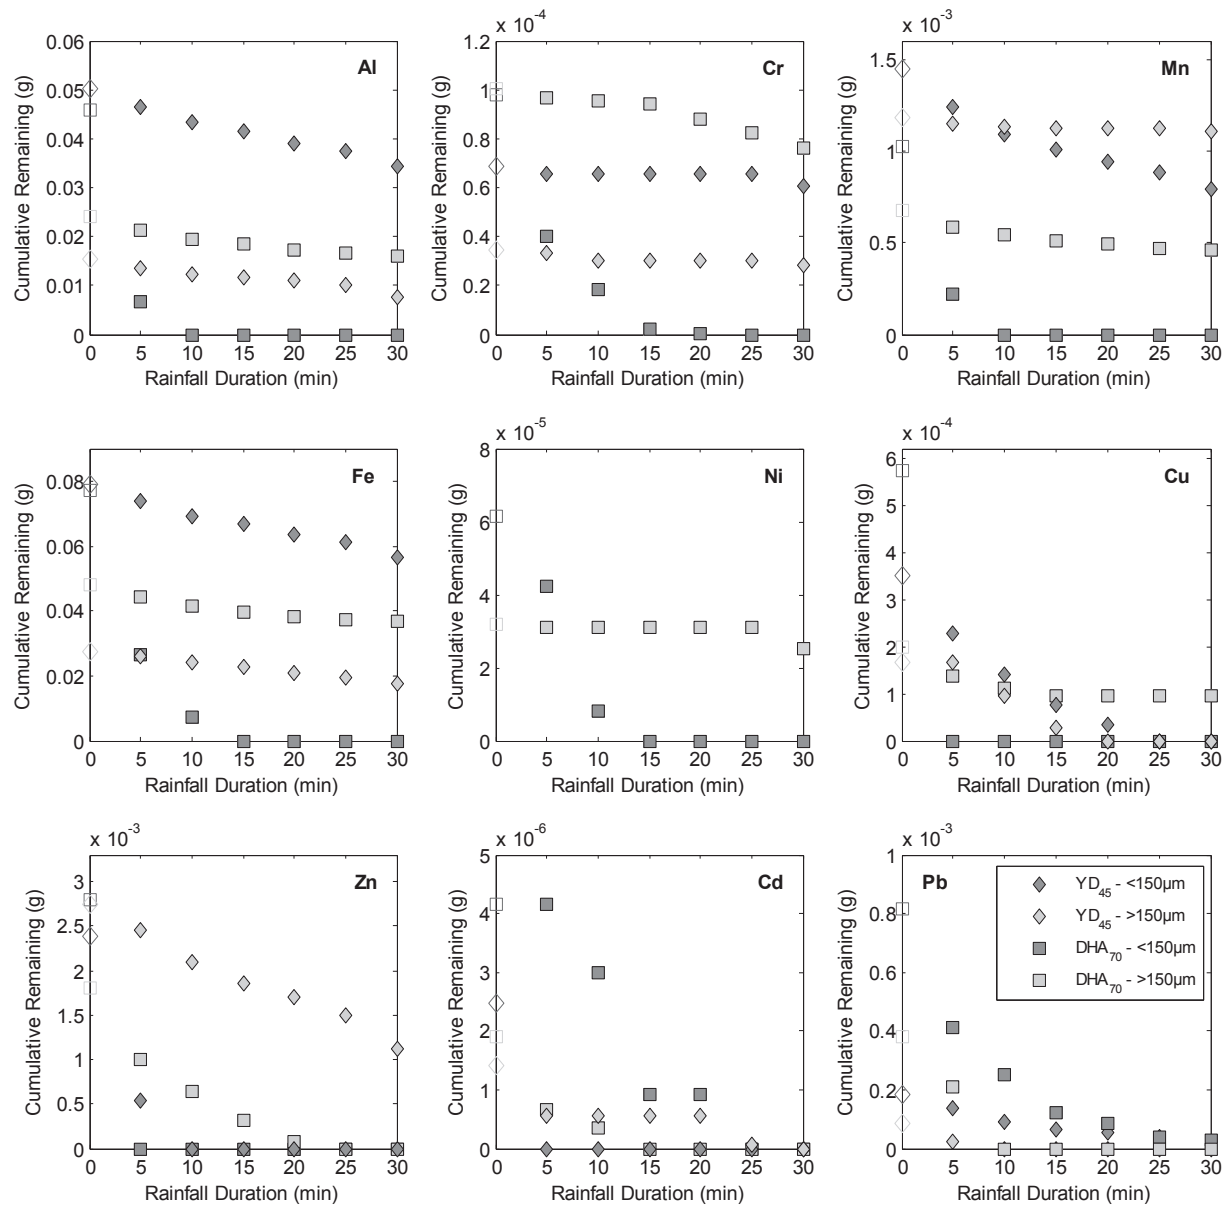 x 10-4
x 10-3
0.06
0.05
0.04
0.03
0.02
0.01
0
Cumulative Remaining (g)
Al
0 5 10 15 20 25 30
Rainfall Duration (min)
1.2
1
0.8
0.6
0.4
0.2
0
Cumulative Remaining (g)
Cr
0 5 10 15 20 25 30
Rainfall Duration (min)
1.5
1
0.5
0
Cumulative Remaining (g)
Mn
0 5 10 15 20 25 30
Rainfall Duration (min)
x 10-5
x 10-4
0.08
0.06
0.04
0.02
0
Cumulative Remaining (g)
Fe
0 5 10 15 20 25 30
Rainfall Duration (min)
8
6
4
2
0
Cumulative Remaining (g)
Ni
0 5 10 15 20 25 30
Rainfall Duration (min)
6
5
4
3
2
1
0
Cumulative Remaining (g)
Cu
0 5 10 15 20 25 30
Rainfall Duration (min)
x 10-3
x 10-6
x 10-3
3
2.5
2
1.5
1
0.5
0
Cumulative Remaining (g)
Zn
0 5 10 15 20 25 30
Rainfall Duration (min)
5
4
3
2
1
0
Cumulative Remaining (g)
Cd
0 5 10 15 20 25 30
Rainfall Duration (min)
1
0.8
0.6
0.4
0.2
0
Cumulative Remaining (g)
Pb
YD45 - <150µm
YD45 - >150µm
DHA70 - <150µm
DHA70 - >150µm
0 5 10 15 20 25 30
Rainfall Duration (min)